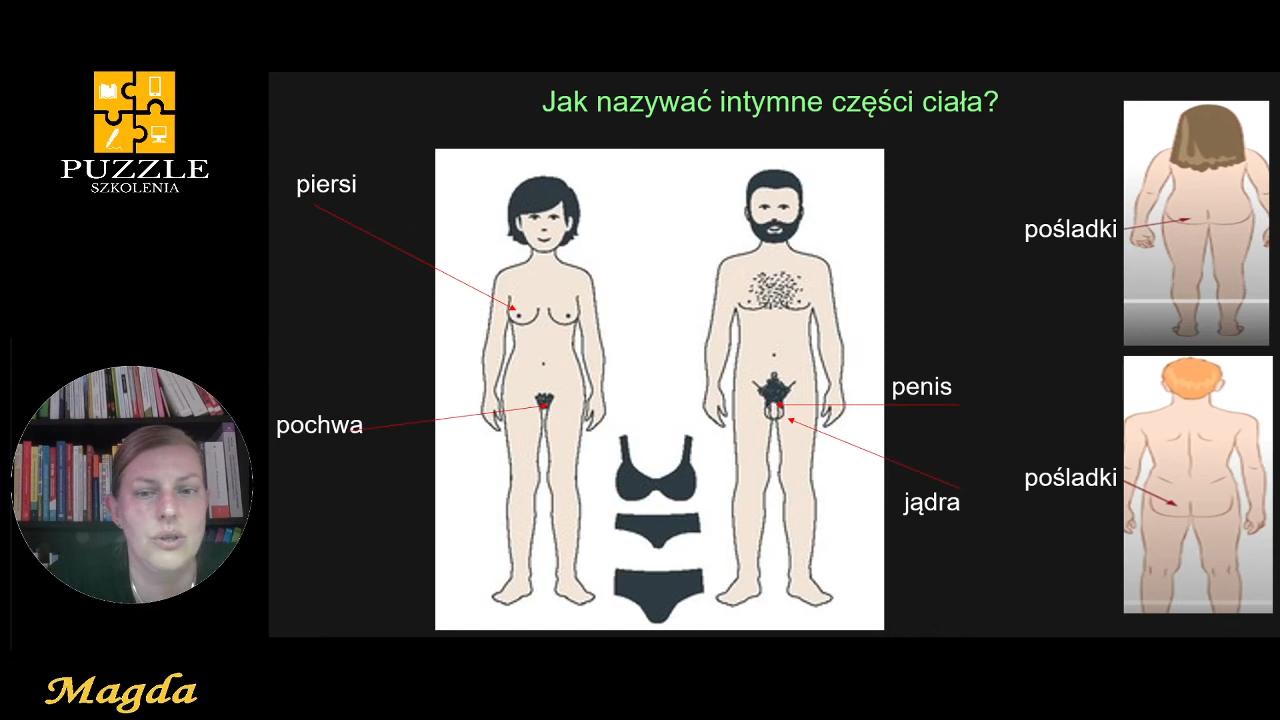 PUZZLE
SZKOLENIA
Jak nazywać intymne części ciała?
piersi
pochwa
penis
jądra
pośladki
pośladki
Magda